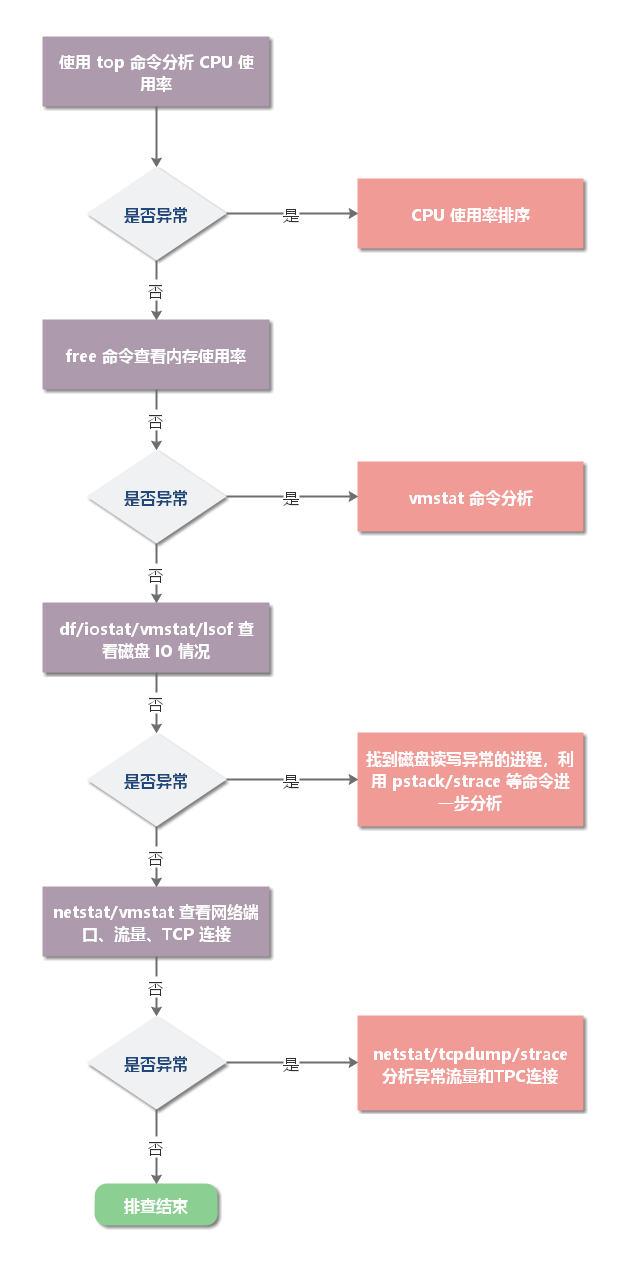 使用 top 命令分析 CPU 使
用率
是否异常
是
CPU 使用率排序
否
free 命令查看内存使用率
否
是否异常
是
vmstat 命令分析
否
df/iostat/vmstat/lsof 查
看磁盘 IO 情况
否
是否异常
是
找到磁盘读写异常的进程，利
用 pstack/strace 等命令进
一步分析
否
netstat/vmstat 查看网络端
口、流量、TCP 连接
否
是否异常
是
netstat/tcpdump/strace
分析异常流量和TPC连接
否
排查结束